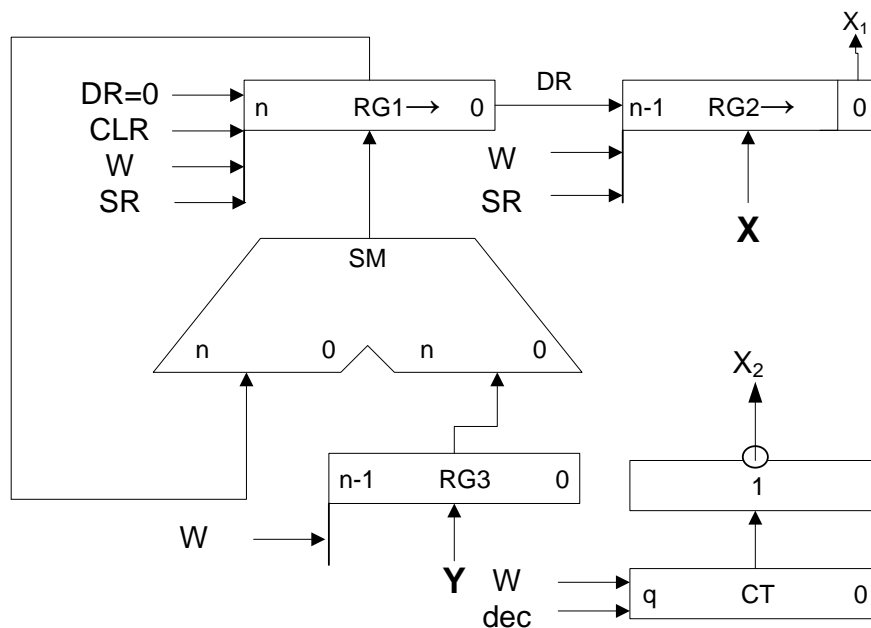 X₁
DR=0
n RG1→ 0
DR
n-1 RG2→ 0
CLR
W
SR
W
SR
X
SM
n 0 n 0
X₂
n-1 RG3 0
1
W
Y
W
dec
q CT 0